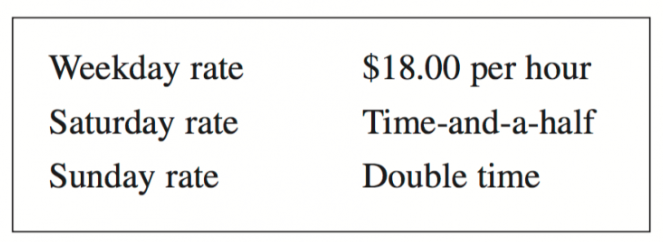 Weekday rate $18.00 per hour
Saturday rate Time-and-a-half
Sunday rate Double time